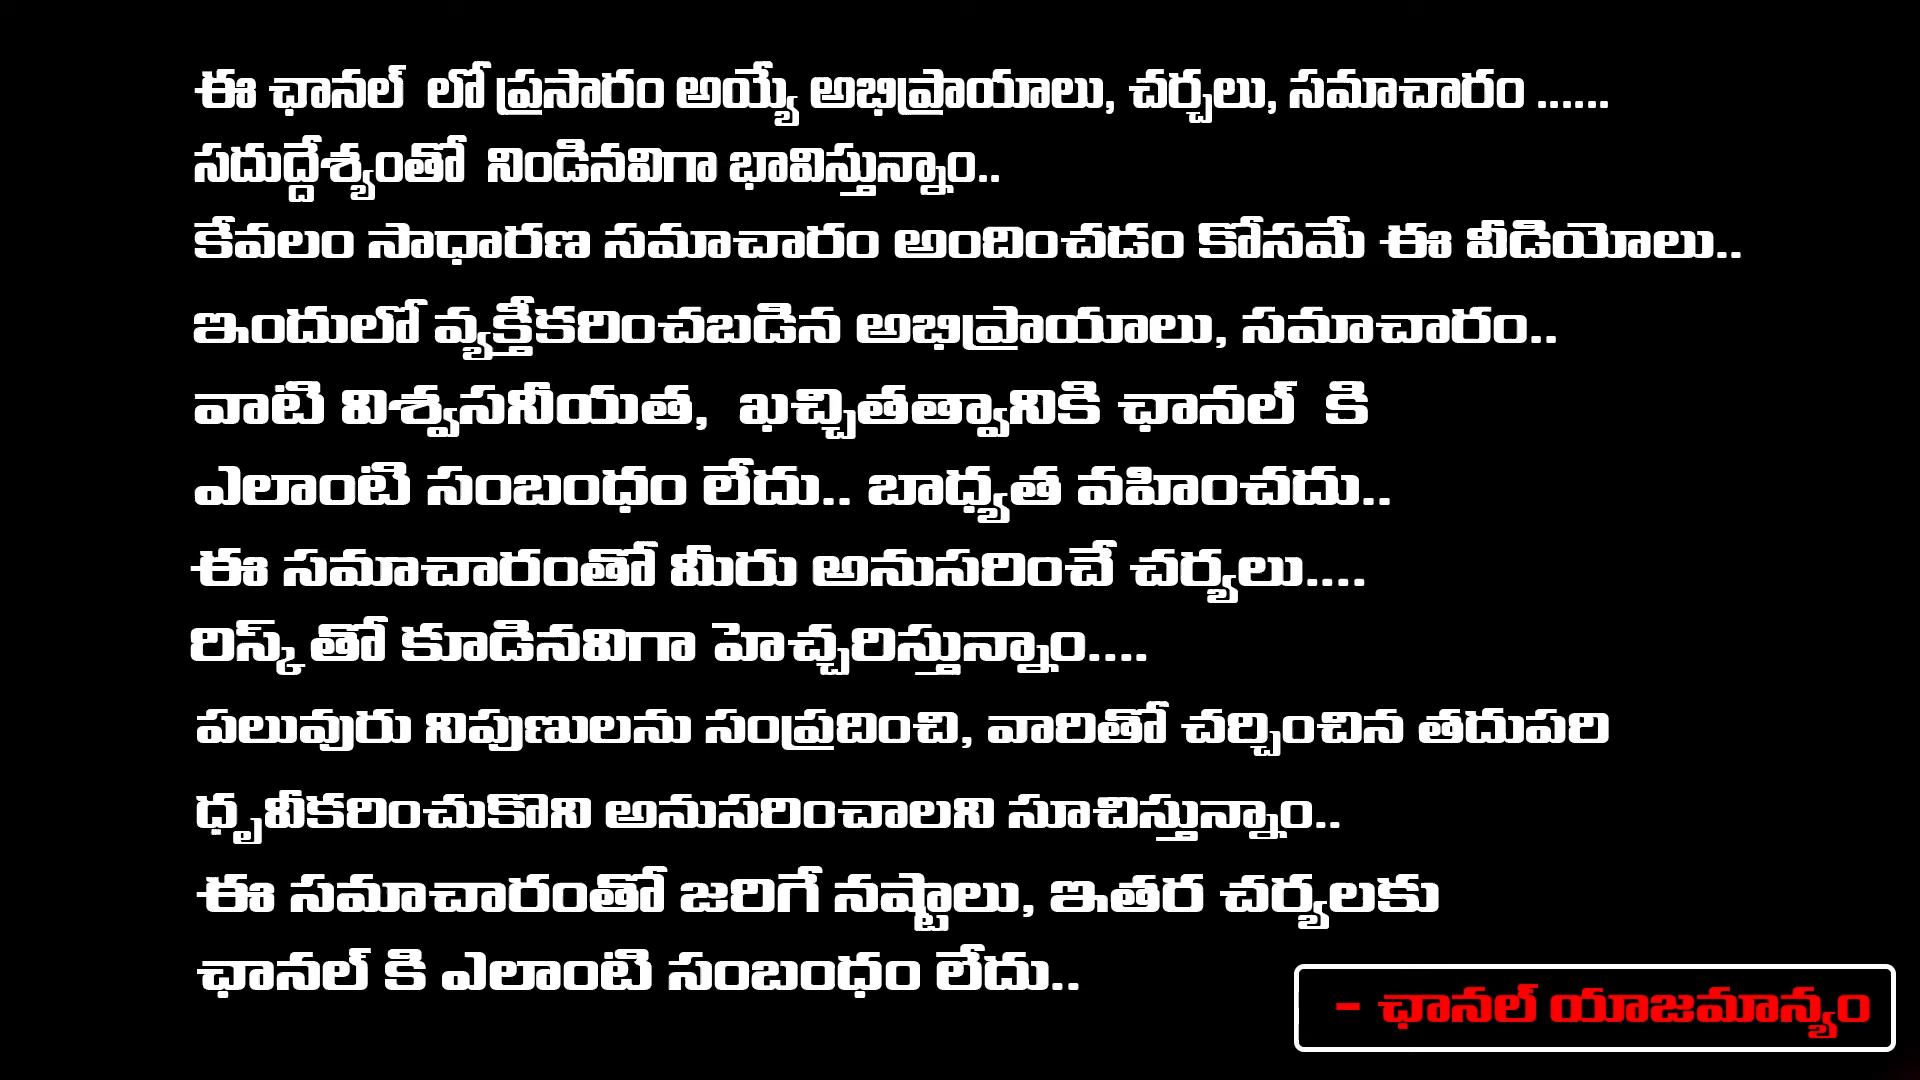 ఈ ఛానల్ లో ప్రసారం అయ్యే అభిప్రాయాలు, చర్చలు, సమాచారం ......
సదుద్దేశ్యంతో నిండినవిగా భావిస్తున్నాం..
కేవలం సాధారణ సమాచారం అందించడం కోసమే ఈ వీడియోలు..
ఇందులో వ్యక్తీకరించబడిన అభిప్రాయాలు, సమాచారం..
వాటి విశ్వసనీయత, ఖచ్చితత్వానికి ఛానల్ కి
ఎలాంటి సంబంధం లేదు.. బాధ్యత వహించదు..
ఈ సమాచారంతో మీరు అనుసరించే చర్యలు....
రిస్క్ తో కూడినవిగా హెచ్చరిస్తున్నాం....
పలువురు నిపుణులను సంప్రదించి, వారితో చర్చించిన తదుపరి
ధృవీకరించుకొని అనుసరించాలని సూచిస్తున్నాం..
ఈ సమాచారంతో జరిగే నష్టాలు, ఇతర చర్యలకు
ఛానల్ కి ఎలాంటి సంబంధం లేదు..
- ఛానల్ యాజమాన్యం